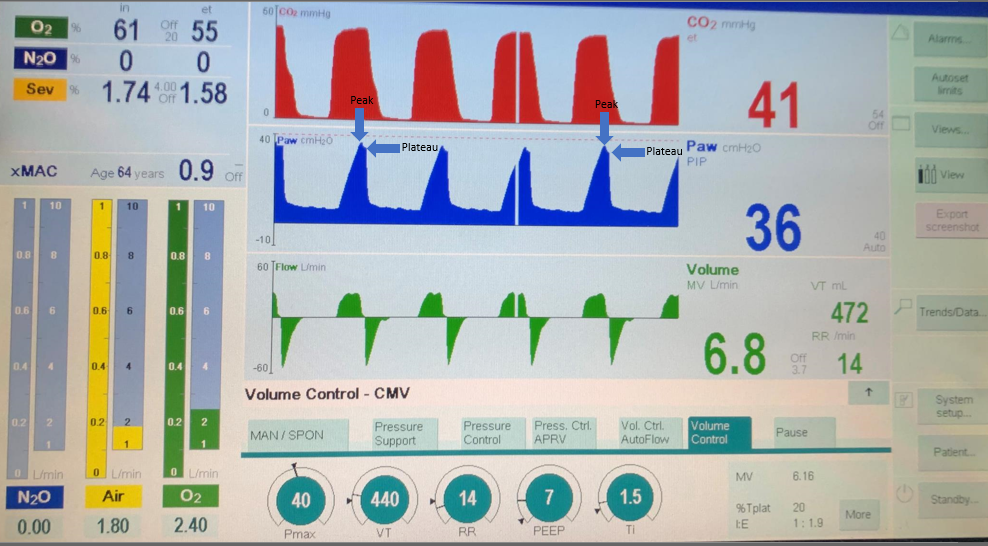 in et
O₂ % 61 Off 20 55
N₂O % 0 0
Sev % 1.74 4.00 Off 1.58
xMAC Age 64 years 0.9 Off
1 10 1 10 1 10
0.8 8 0.8 8 0.8 8
0.6 6 0.6 6 0.6 6
0.4 4 0.4 4 0.4 4
0.2 2 0.2 2 0.2 2
1 1 1
0 L/min 0 L/min 0 L/min
N₂O Air O₂
0.00 1.80 2.40
60 CO₂ mmHg
0
Peak Peak
CO₂ mmHg
et
41
54
Off
40 Paw cmH₂O
Plateau Plateau
-10
Paw cmH₂O
PIP
36
40
Auto
60 Flow L/min
-60
Volume
MV L/min VT mL
472
RR /min
6.8 Off 3.7 14
Volume Control - CMV ↑
MAN / SPON
Pressure Support
Pressure Control
Press. Ctrl. APRV
Vol. Ctrl. AutoFlow
Volume Control
Pause
40 440 14 7 1.5
Pmax VT RR PEEP Ti
MV 6.16
%Tplat 20
I:E 1 : 1.9
More
Alarms...
Autoset limits
Views...
View
Export screenshot
Trends/Data...
System setup...
Patient...
Standby...